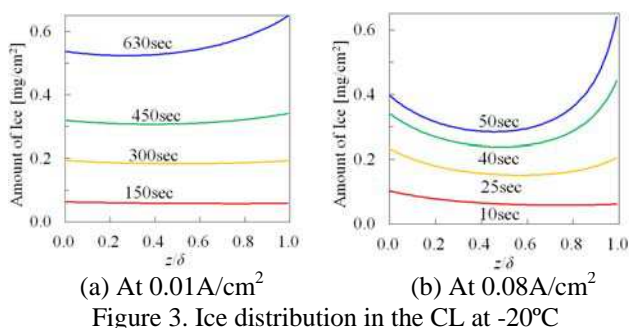 Amount of Ice [mg/cm²]
0.6
0.4
0.2
0.0
630sec
450sec
300sec
150sec
0.0 0.2 0.4 0.6 0.8 1.0
z/δ
(a) At 0.01A/cm²
Amount of Ice [mg/cm²]
0.6
0.4
0.2
0.0
50sec
40sec
25sec
10sec
0.0 0.2 0.4 0.6 0.8 1.0
z/δ
(b) At 0.08A/cm²
Figure 3. Ice distribution in the CL at -20ºC